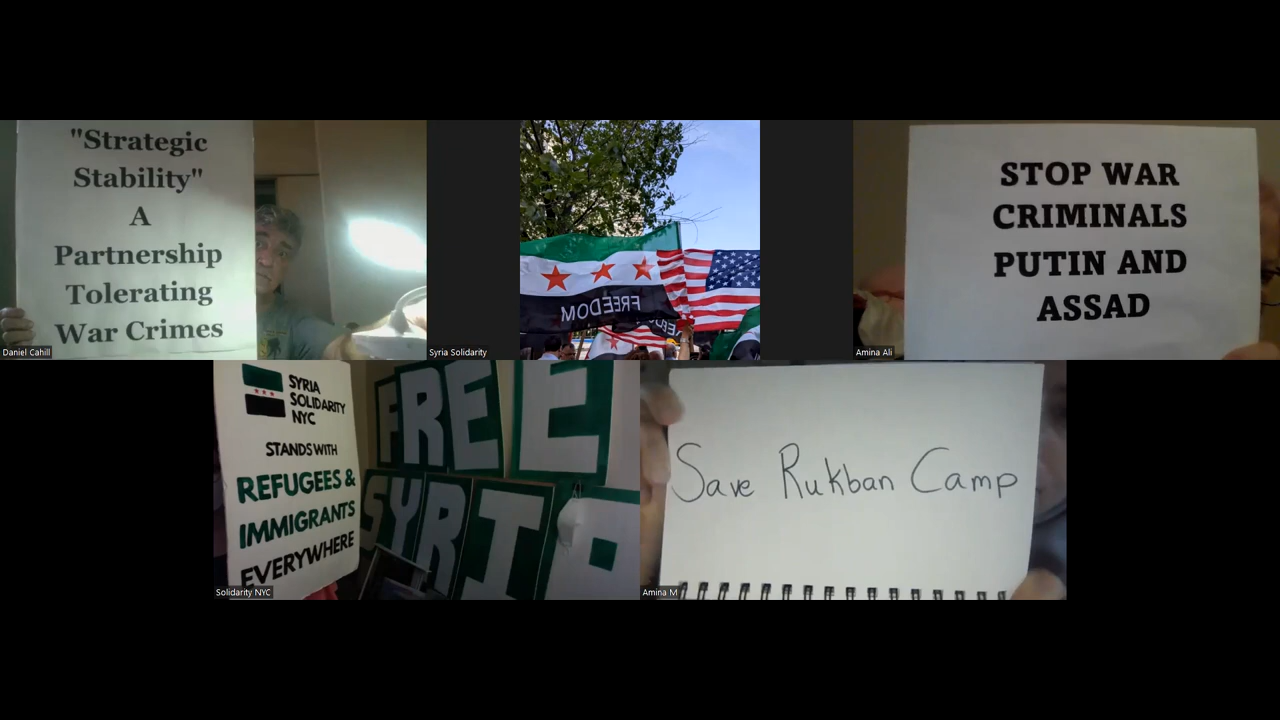 "Strategic
Stability"
A
Partnership
Tolerating
War Crimes
Daniel Cahill
FREEDOM
Syria Solidarity
STOP WAR
CRIMINALS
PUTIN AND
ASSAD
Amina Ali
SYRIA
SOLIDARITY
NYC
STANDS WITH
REFUGEES &
IMMIGRANTS
EVERYWHERE
FREE
SYRIA
Solidarity NYC
Save Rukban Camp
Amina M